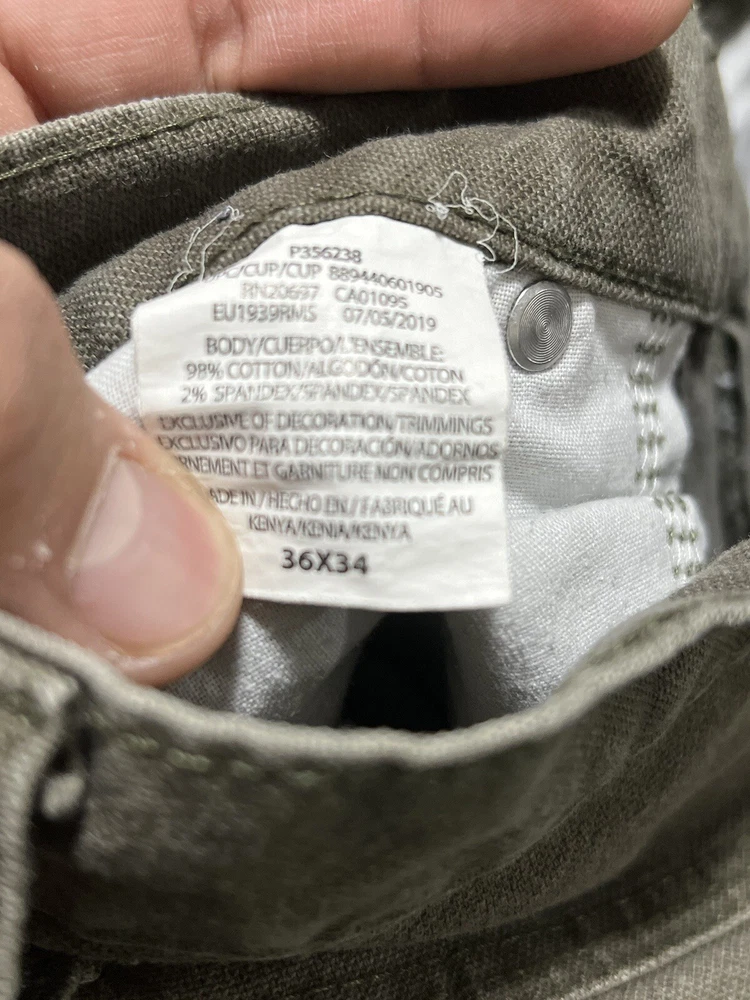 P356238
/CUP/CUP 889440601905
RN20697 CA01095
EU1939RMS 07/05/2019
BODY/CUERPO/L'ENSEMBLE:
98% COTTON/ALGODÓN/COTON
2% SPANDEX/SPANDEX/SPANDEX
EXCLUSIVE OF DECORATION/TRIMMINGS
EXCLUSIVO PARA DECORACIÓN/ADORNOS
RNEMENT ET GARNITURE NON COMPRIS
ADE IN / HECHO EN / FABRIQUÉ AU
KENYA/KENIA/KENYA
36X34